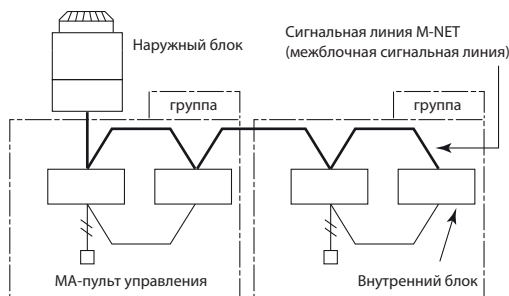 Наружный блок
Сигнальная линия M-NET
(межблочная сигнальная линия)
группа
группа
МА-пульт управления
Внутренний блок